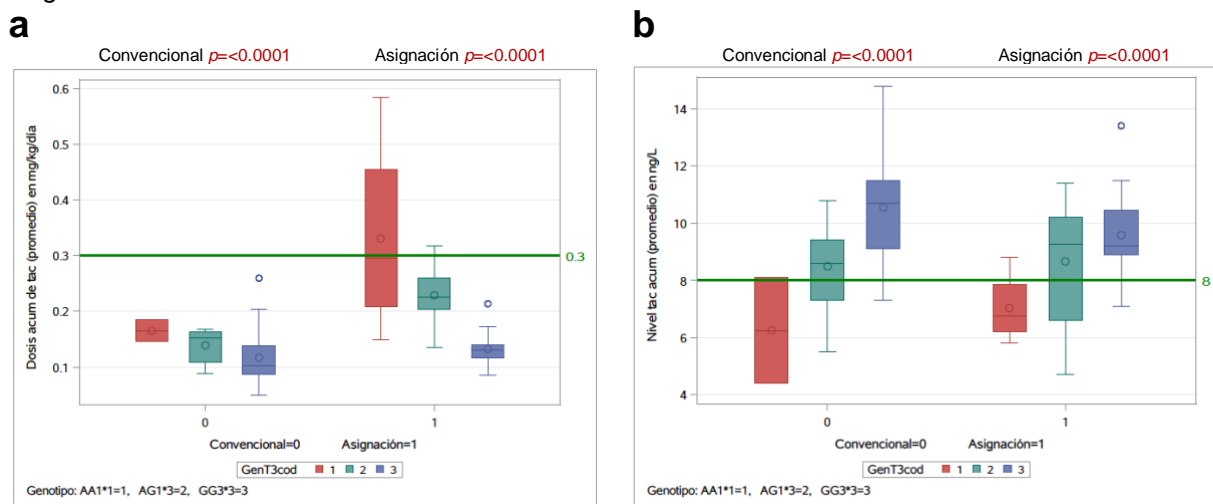 a
Convencional p=<0.0001 Asignación p=<0.0001
Dosis acum de tac (promedio) en mg/kg/día
0.6
0.5
0.4
0.3
0.2
0.1
0.3
0 1
Convencional=0 Asignación=1
GenT3cod 1 2 3
Genotipo: AA1*1=1, AG1*3=2, GG3*3=3
b
Convencional p=<0.0001 Asignación p=<0.0001
Nivel tac acum (promedio) en ng/L
14
12
10
8
6
4
8
0 1
Convencional=0 Asignación=1
GenT3cod 1 2 3
Genotipo: AA1*1=1, AG1*3=2, GG3*3=3